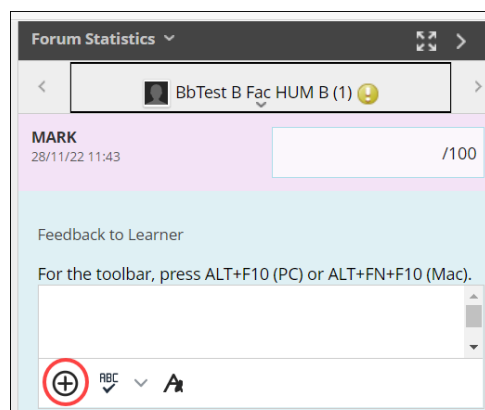 Forum Statistics
BbTest B Fac HUM B (1)
MARK
28/11/22 11:43
/100
Feedback to Learner
For the toolbar, press ALT+F10 (PC) or ALT+FN+F10 (Mac).
ABC